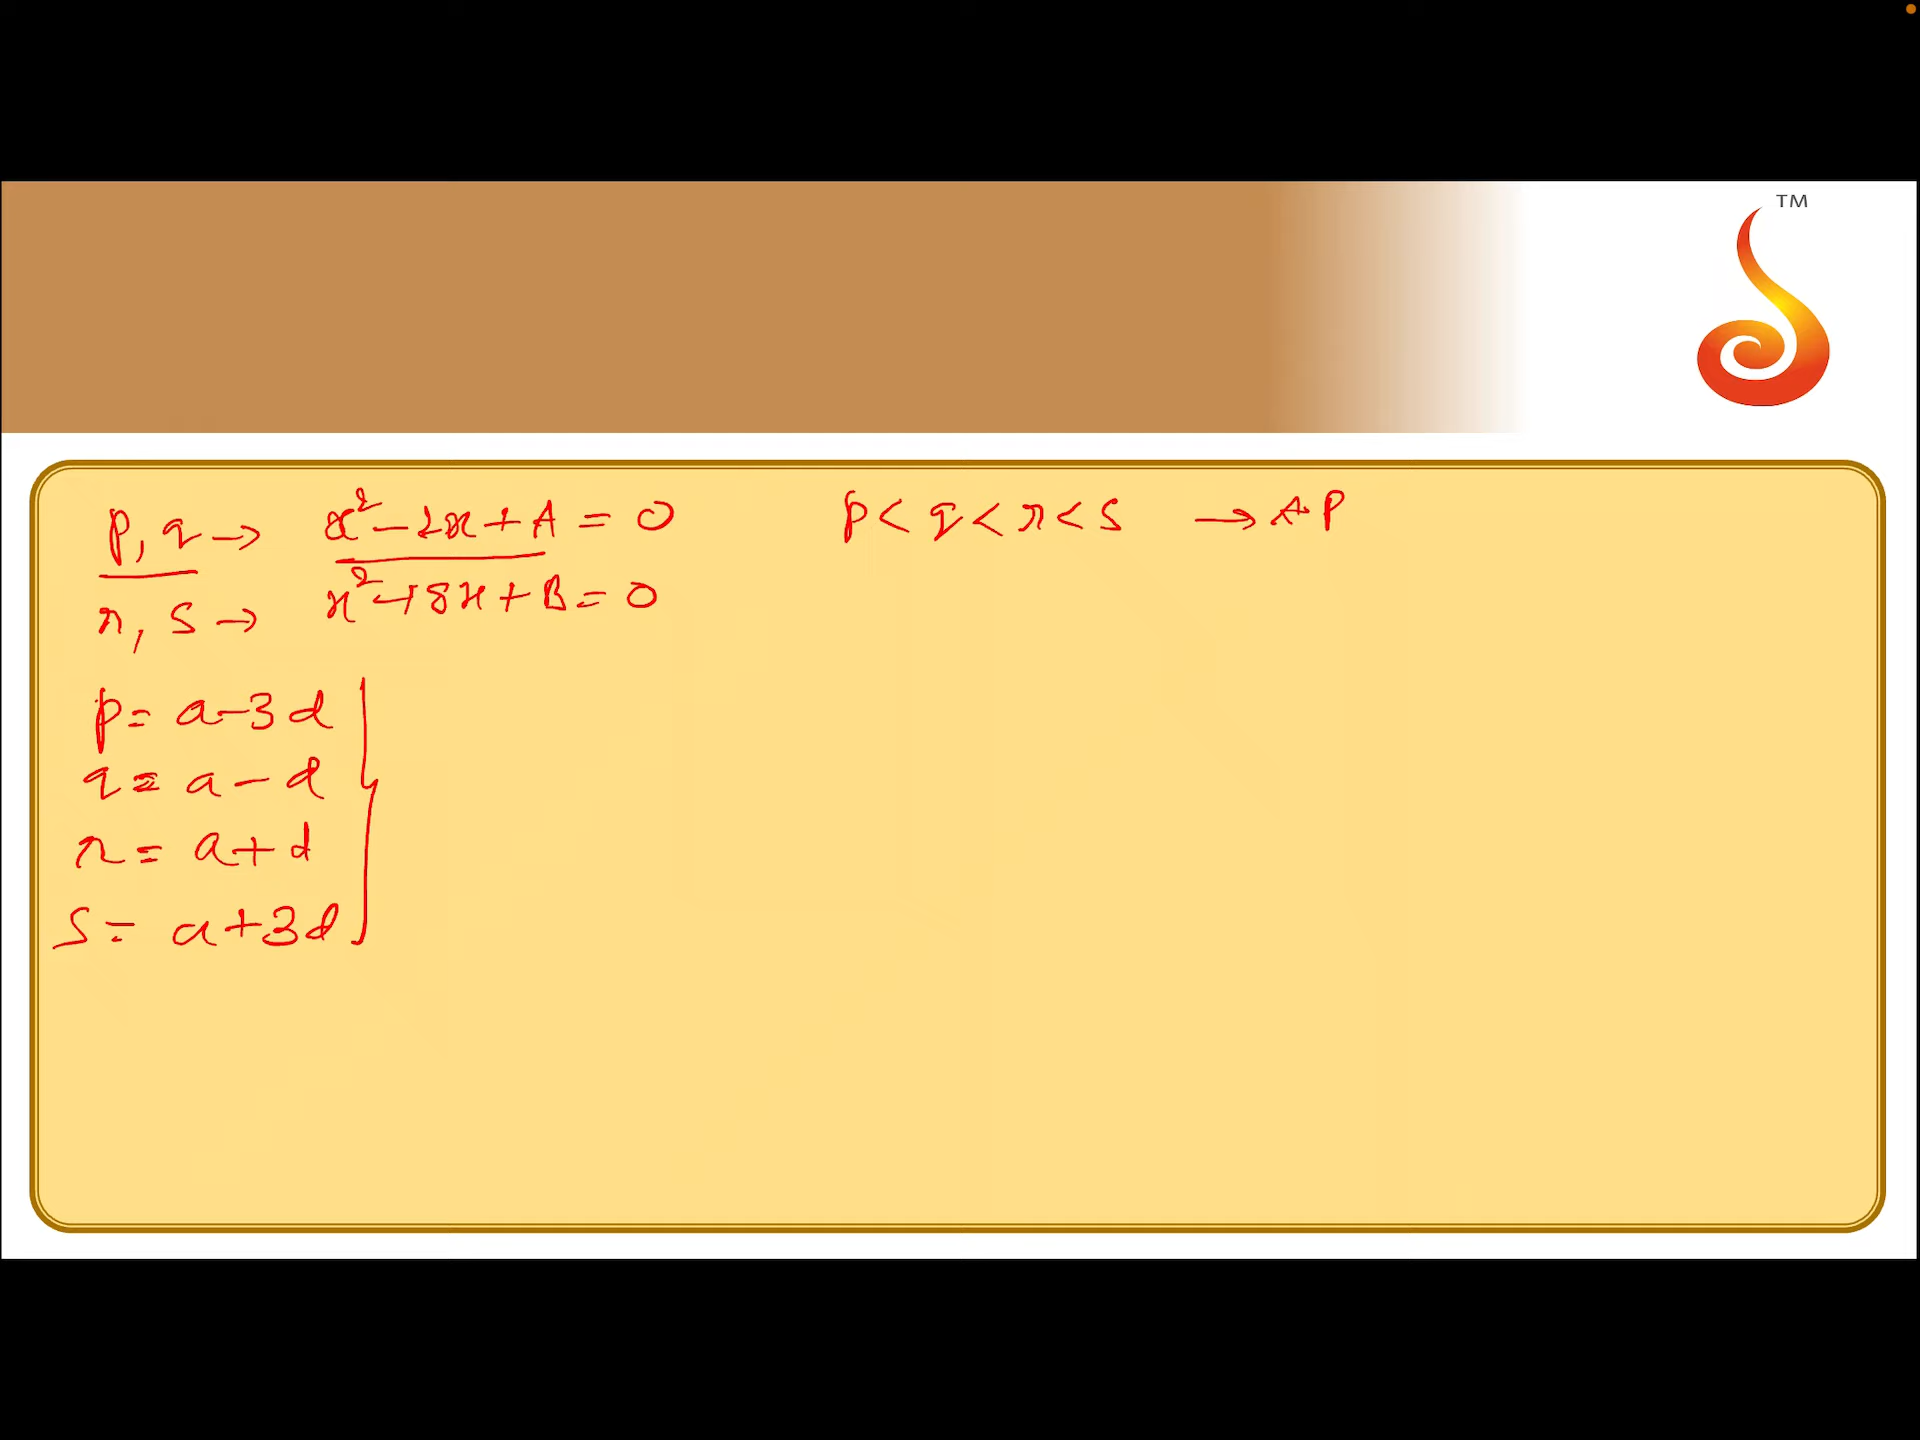 TM
p, q → x² - 2x + A = 0 p < q < r < s → AP
r, s → x² - 18x + B = 0
p = a - 3d
q = a - d
r = a + d
s = a + 3d